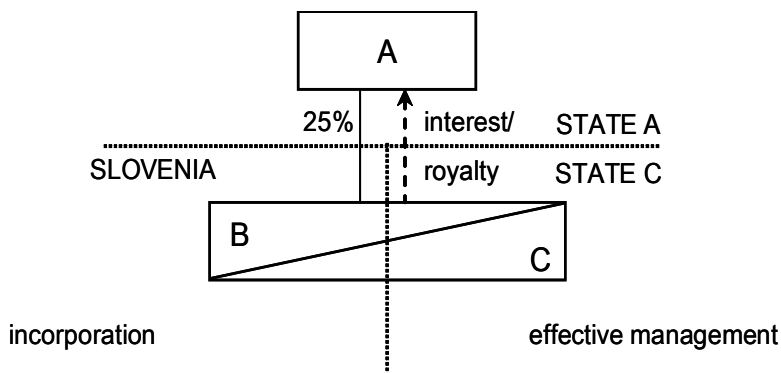 A
25% interest/ STATE A
SLOVENIA royalty STATE C
B
C
incorporation effective management